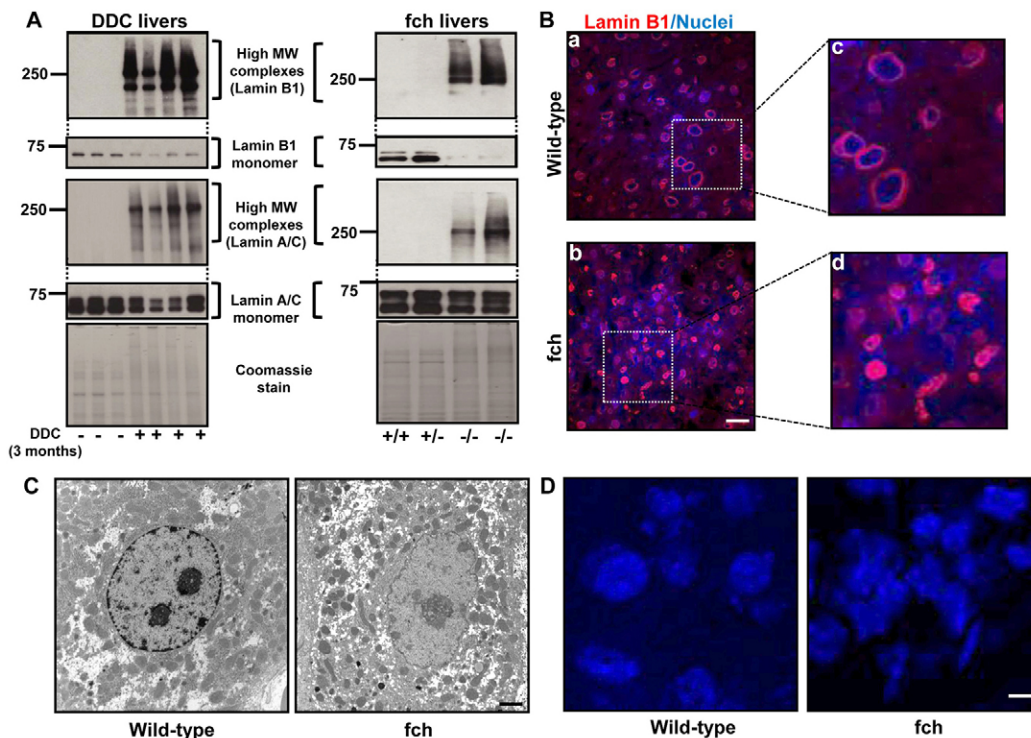 A
DDC livers
fch livers
250
High MW
complexes
(Lamin B1)
250
75
Lamin B1
monomer
75
250
High MW
complexes
(Lamin A/C)
250
75
Lamin A/C
monomer
75
Coomassie
stain
DDC
(3 months)
- - - + + + +
+/+ +/- -/- -/-
B
Lamin B1/Nuclei
a
c
Wild-type
b
d
fch
C
Wild-type
fch
D
Wild-type
fch